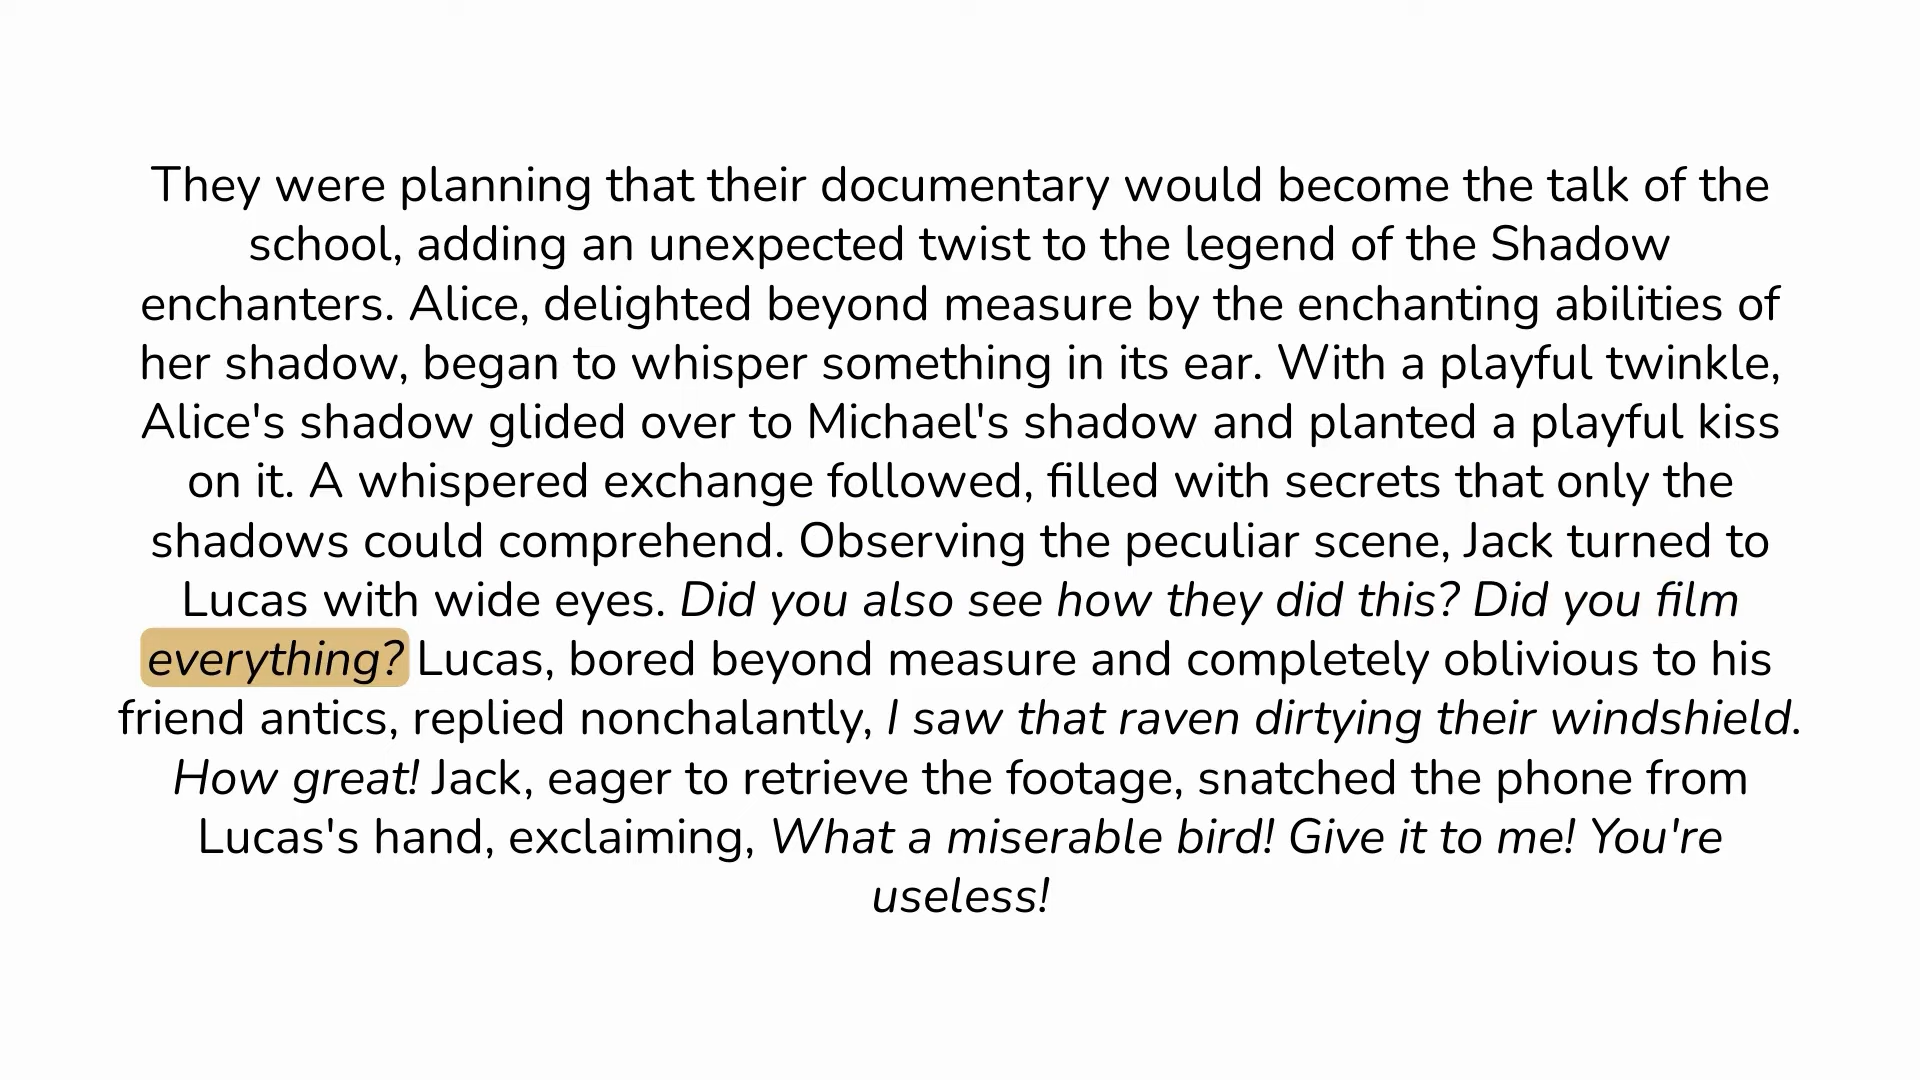 They were planning that their documentary would become the talk of the
school, adding an unexpected twist to the legend of the Shadow
enchanters. Alice, delighted beyond measure by the enchanting abilities of
her shadow, began to whisper something in its ear. With a playful twinkle,
Alice's shadow glided over to Michael's shadow and planted a playful kiss
on it. A whispered exchange followed, filled with secrets that only the
shadows could comprehend. Observing the peculiar scene, Jack turned to
Lucas with wide eyes. Did you also see how they did this? Did you film
everything? Lucas, bored beyond measure and completely oblivious to his
friend antics, replied nonchalantly, I saw that raven dirtying their windshield.
How great! Jack, eager to retrieve the footage, snatched the phone from
Lucas's hand, exclaiming, What a miserable bird! Give it to me! You're
useless!